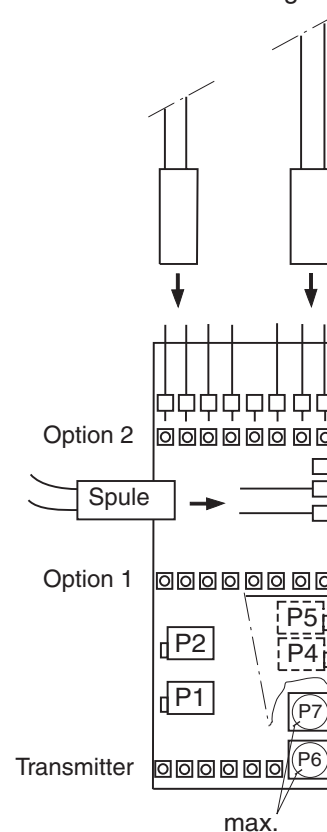 Option 2
Spule
Option 1
P5
P2
P4
P1
P7
Transmitter
P6
max.